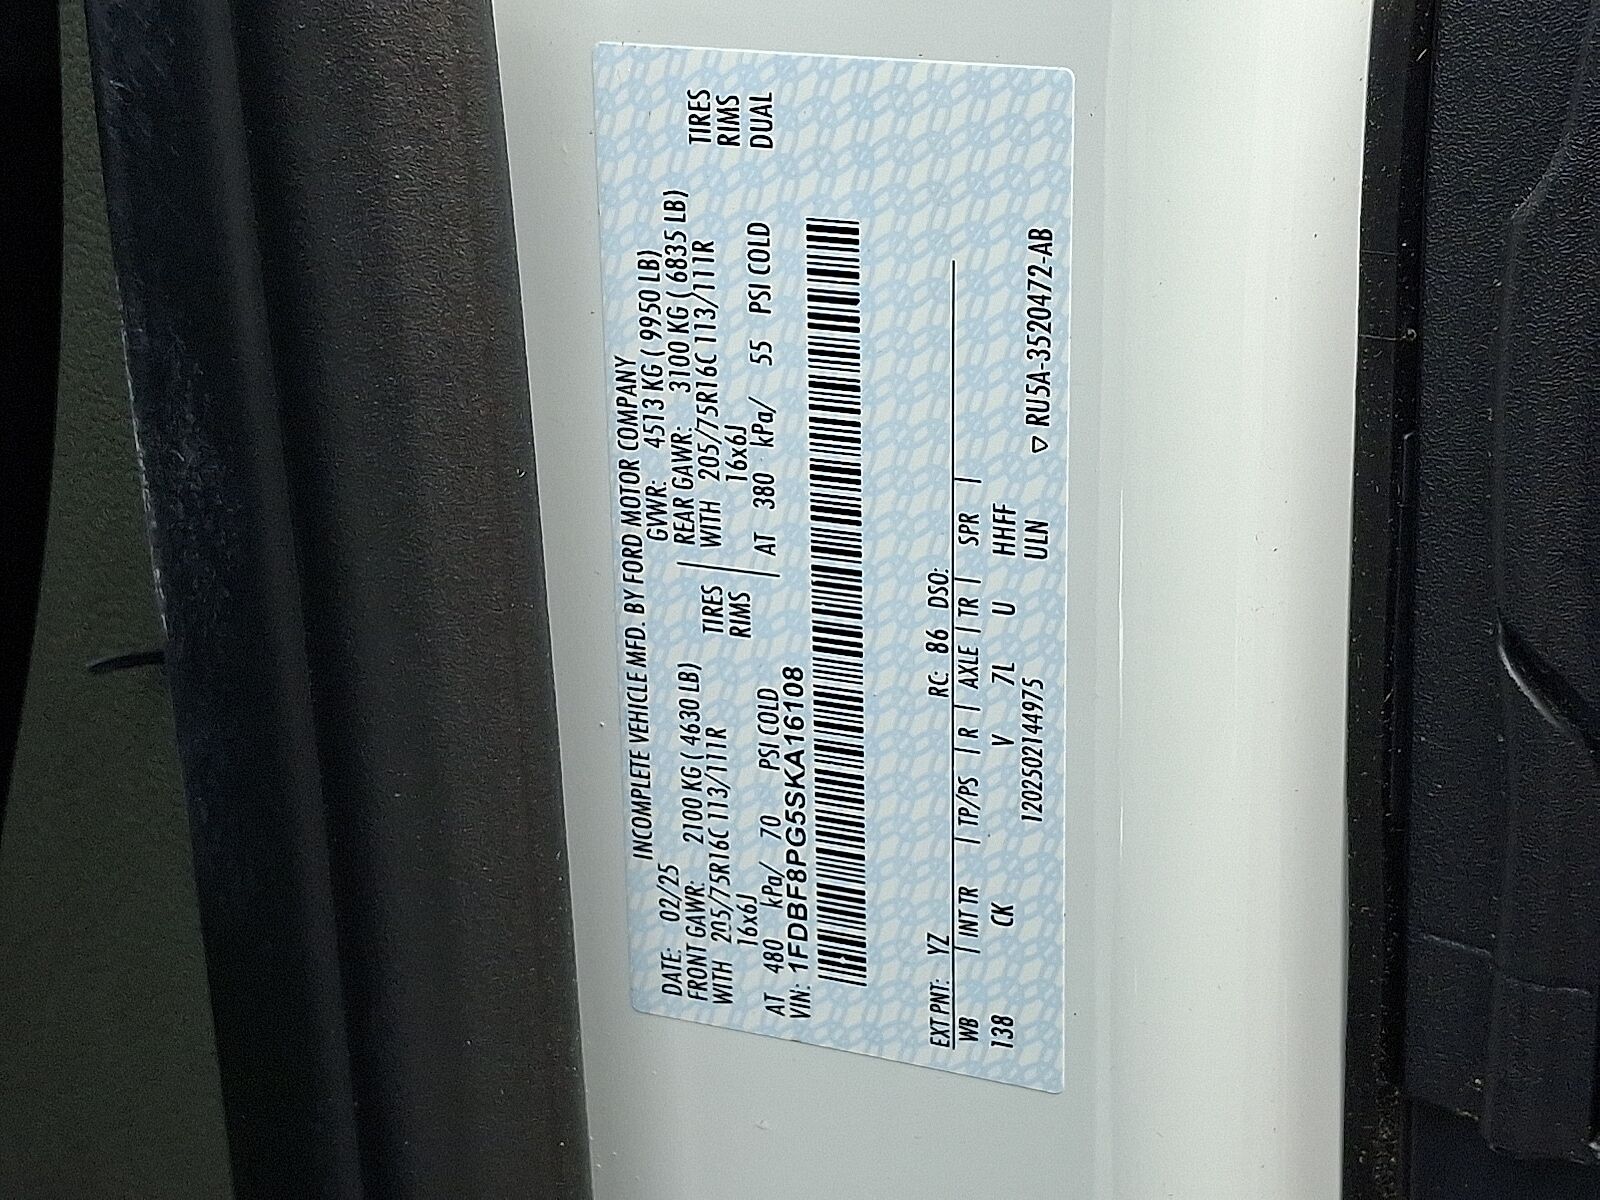 INCOMPLETE VEHICLE MFD. BY FORD MOTOR COMPANY
DATE: 02/25 GVWR: 4513 KG ( 9950 LB)
FRONT GAWR: 2100 KG ( 4630 LB) REAR GAWR: 3100 KG ( 6835 LB)
WITH 205/75R16C 113/111R TIRES WITH 205/75R16C 113/111R TIRES
16x6J RIMS 16x6J RIMS
AT 480 kPa/ 70 PSI COLD AT 380 kPa/ 55 PSI COLD DUAL
VIN: 1FDBF8PG5SKA16108
EXT PNT: YZ RC: 86 DSO:
WB | INT TR | TP/PS | R | AXLE | TR | SPR |
138 CK V 7L U HHFF
120250214975 ULN ▽ RU5A-3520472-AB